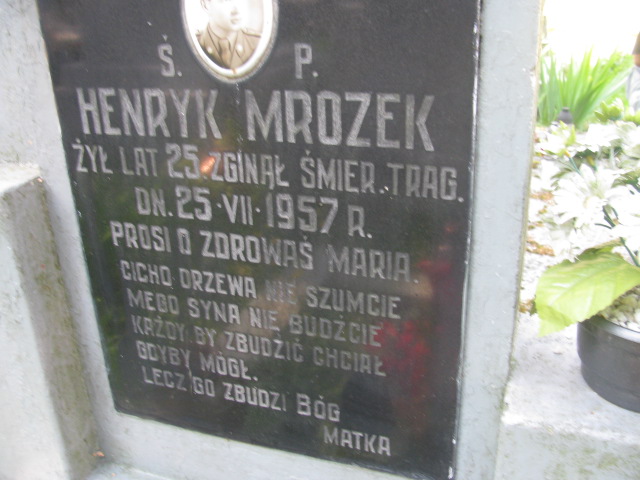 Ś. P.
HENRYK MROZEK
ŻYŁ LAT 25 ZGINĄŁ ŚMIER. TRAG.
DN. 25·VII·1957 R.
PROSI O ZDROWAŚ MARIA.
CICHO DRZEWA NIE SZUMCIE
MEGO SYNA NIE BUDŹCIE
KAŻDY BY ZBUDZIĆ CHCIAŁ
GDYBY MÓGŁ.
LECZ GO ZBUDZI BÓG
MATKA